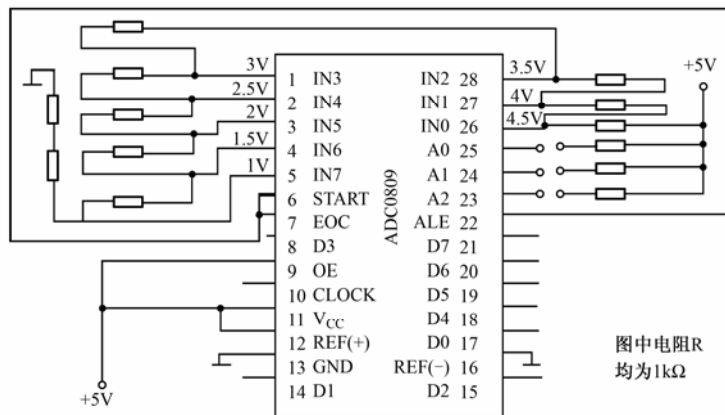 3V
2.5V
2V
1.5V
1V
+5V
1 IN3
2 IN4
3 IN5
4 IN6
5 IN7
6 START
7 EOC
8 D3
9 OE
10 CLOCK
11 VCC
12 REF(+)
13 GND
14 D1
ADC0809
IN2 28
IN1 27
IN0 26
A0 25
A1 24
A2 23
ALE 22
D7 21
D6 20
D5 19
D4 18
D0 17
REF(−) 16
D2 15
3.5V
4V
4.5V
+5V
图中电阻R
均为1kΩ